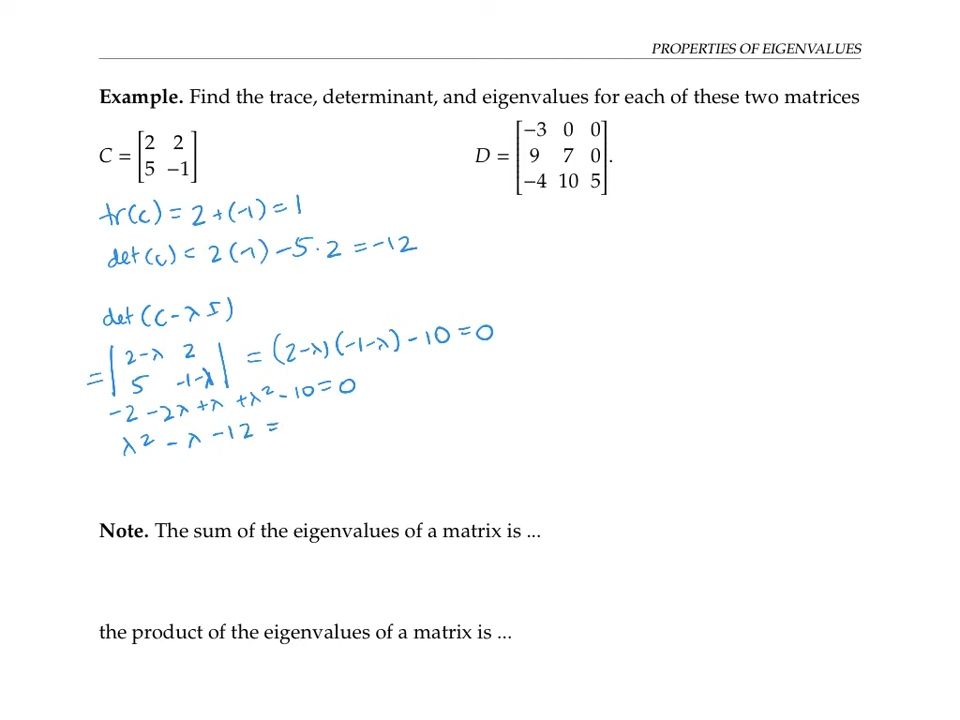 PROPERTIES OF EIGENVALUES
Example. Find the trace, determinant, and eigenvalues for each of these two matrices
C = [2 2
5 −1]
D = [−3 0 0
9 7 0
−4 10 5].
tr(C) = 2 + (-1) = 1
det(C) = 2(-1) - 5·2 = -12
det(C - λI)
= |2-λ 2
5 -1-λ| = (2-λ)(-1-λ) - 10 = 0
-2 -2λ + λ + λ² - 10 = 0
λ² - λ - 12 =
Note. The sum of the eigenvalues of a matrix is ...
the product of the eigenvalues of a matrix is ...